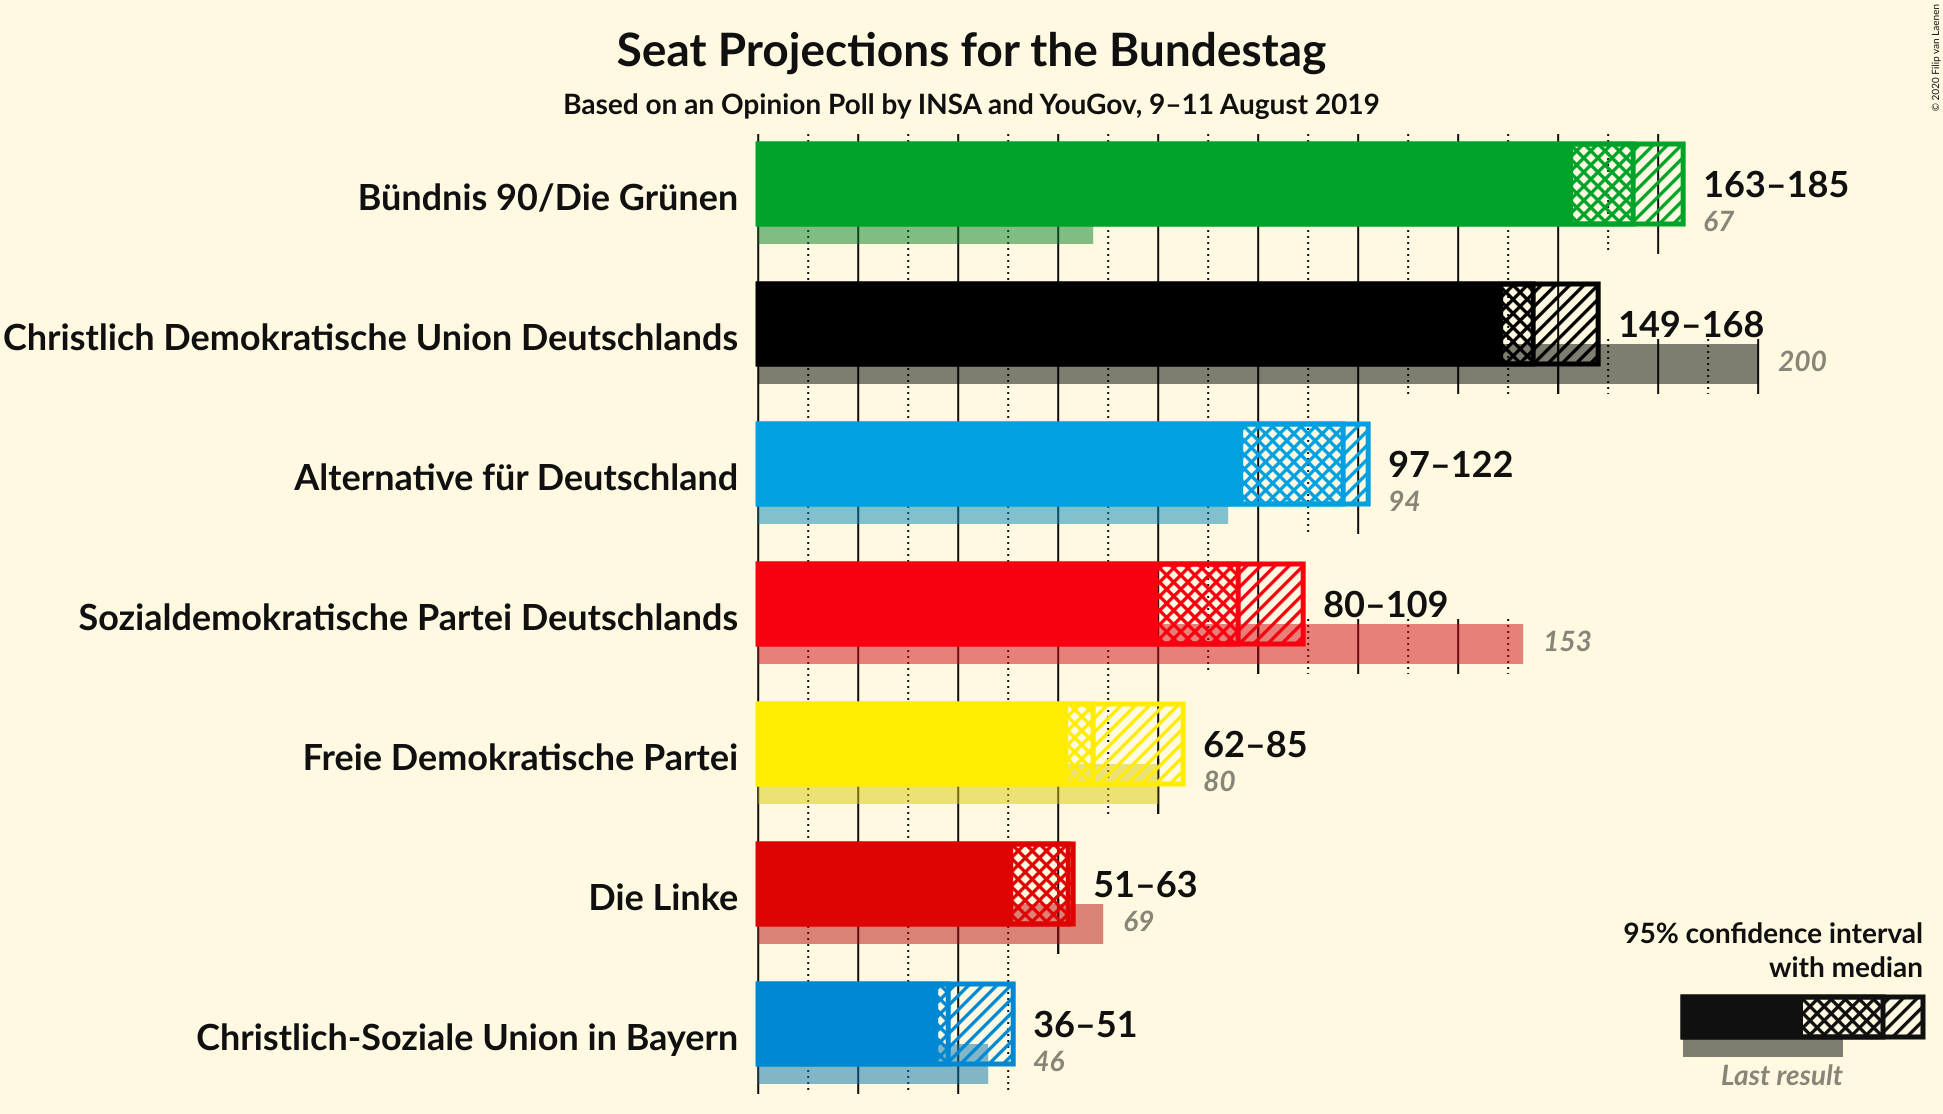 Seat Projections for the Bundestag
Based on an Opinion Poll by INSA and YouGov, 9–11 August 2019
© 2020 Filip van Laenen
Bündnis 90/Die Grünen
163–185
67
Christlich Demokratische Union Deutschlands
149–168
200
Alternative für Deutschland
97–122
94
Sozialdemokratische Partei Deutschlands
80–109
153
Freie Demokratische Partei
62–85
80
Die Linke
51–63
69
Christlich-Soziale Union in Bayern
36–51
46
95% confidence interval
with median
Last result